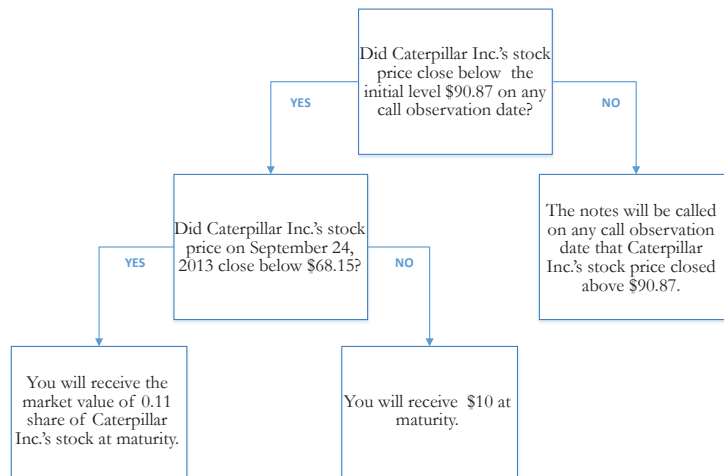 Did Caterpillar Inc.'s stock
price close below the
initial level $90.87 on any
call observation date?
YES
NO
Did Caterpillar Inc.'s stock
price on September 24,
2013 close below $68.15?
The notes will be called
on any call observation
date that Caterpillar
Inc.'s stock price closed
above $90.87.
YES
NO
You will receive the
market value of 0.11
share of Caterpillar
Inc.'s stock at maturity.
You will receive $10 at
maturity.